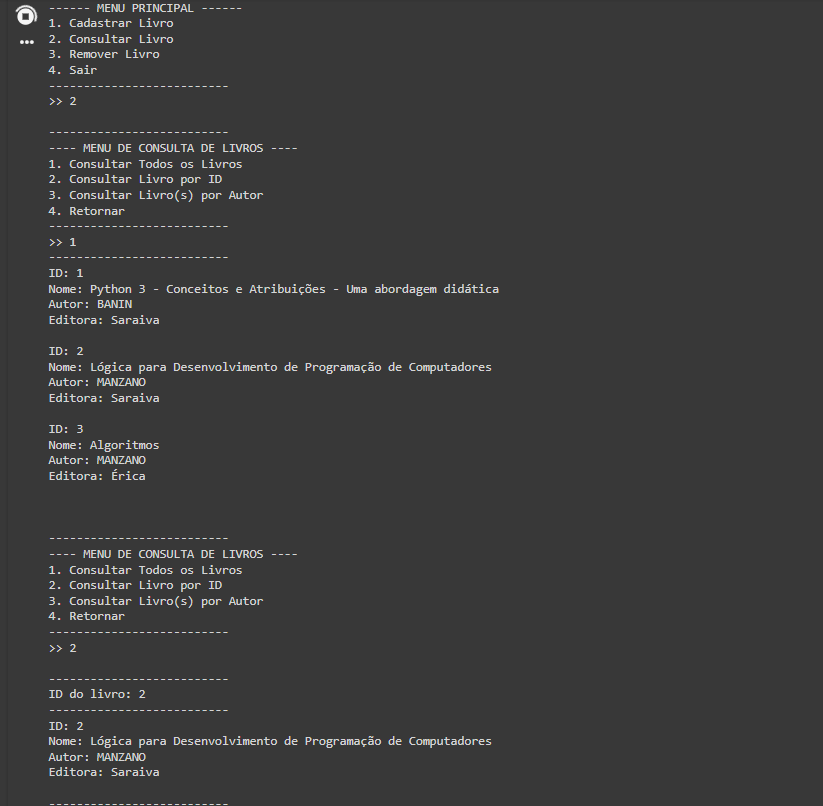 ------ MENU PRINCIPAL ------
1. Cadastrar Livro
2. Consultar Livro
3. Remover Livro
4. Sair
--------------------------
>> 2
--------------------------
---- MENU DE CONSULTA DE LIVROS ----
1. Consultar Todos os Livros
2. Consultar Livro por ID
3. Consultar Livro(s) por Autor
4. Retornar
--------------------------
>> 1
--------------------------
ID: 1
Nome: Python 3 - Conceitos e Atribuições - Uma abordagem didática
Autor: BANIN
Editora: Saraiva
ID: 2
Nome: Lógica para Desenvolvimento de Programação de Computadores
Autor: MANZANO
Editora: Saraiva
ID: 3
Nome: Algoritmos
Autor: MANZANO
Editora: Érica
--------------------------
---- MENU DE CONSULTA DE LIVROS ----
1. Consultar Todos os Livros
2. Consultar Livro por ID
3. Consultar Livro(s) por Autor
4. Retornar
--------------------------
>> 2
--------------------------
ID do livro: 2
--------------------------
ID: 2
Nome: Lógica para Desenvolvimento de Programação de Computadores
Autor: MANZANO
Editora: Saraiva
--------------------------